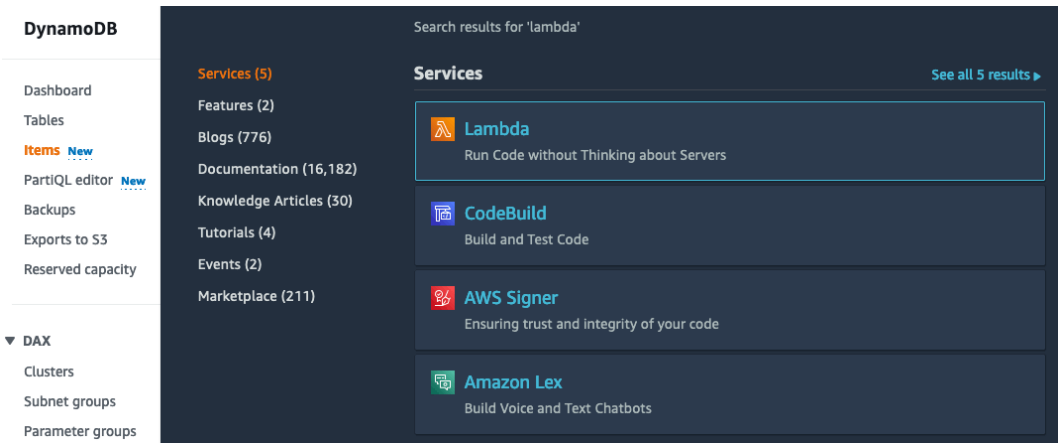 DynamoDB
Dashboard
Tables
Items New
PartiQL editor New
Backups
Exports to S3
Reserved capacity
▼ DAX
Clusters
Subnet groups
Parameter groups
Search results for 'lambda'
Services (5)
Features (2)
Blogs (776)
Documentation (16,182)
Knowledge Articles (30)
Tutorials (4)
Events (2)
Marketplace (211)
Services
See all 5 results ▶
Lambda
Run Code without Thinking about Servers
CodeBuild
Build and Test Code
AWS Signer
Ensuring trust and integrity of your code
Amazon Lex
Build Voice and Text Chatbots